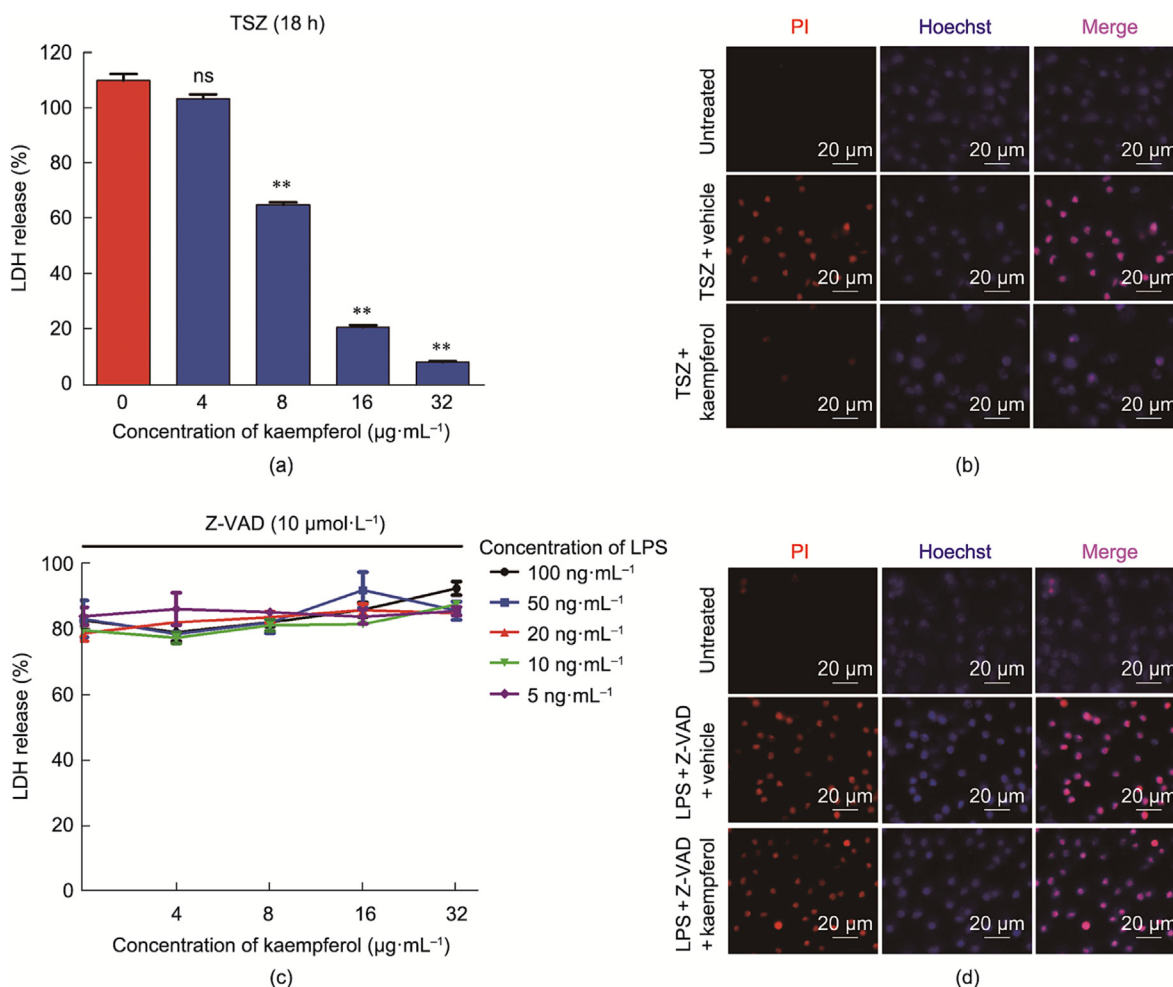 TSZ (18 h)
120
100
80
60
40
20
0
ns
**
**
**
LDH release (%)
0 4 8 16 32
Concentration of kaempferol (μg·mL⁻¹)
(a)
PI Hoechst Merge
Untreated
20 μm 20 μm 20 μm
TSZ + vehicle
20 μm 20 μm 20 μm
TSZ +
kaempferol
20 μm 20 μm 20 μm
(b)
Z-VAD (10 μmol·L⁻¹)
100
80
60
40
20
0
LDH release (%)
4 8 16 32
Concentration of kaempferol (μg·mL⁻¹)
Concentration of LPS
100 ng·mL⁻¹
50 ng·mL⁻¹
20 ng·mL⁻¹
10 ng·mL⁻¹
5 ng·mL⁻¹
(c)
PI Hoechst Merge
Untreated
20 μm 20 μm 20 μm
LPS + Z-VAD
+ vehicle
20 μm 20 μm 20 μm
LPS + Z-VAD
+ kaempferol
20 μm 20 μm 20 μm
(d)